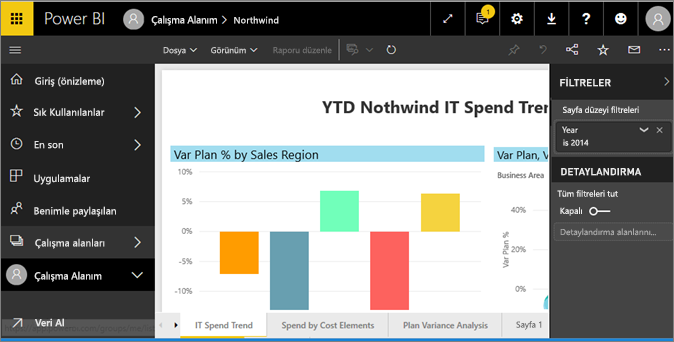 Power BI
Çalışma Alanım > Northwind
1
Dosya
Görünüm
Raporu düzenle
Giriş (önizleme)
Sık Kullanılanlar
En son
Uygulamalar
Benimle paylaşılan
Çalışma alanları
Çalışma Alanım
Veri Al
YTD Nothwind IT Spend Tren
Var Plan % by Sales Region
10%
5%
0%
-5%
-10%
Var Plan, V
Business Area
40%
20%
0%
Var Plan %
IT Spend Trend
Spend by Cost Elements
Plan Variance Analysis
Sayfa 1
FİLTRELER
Sayfa düzeyi filtreleri
Year
is 2014
DETAYLANDIRMA
Tüm filtreleri tut
Kapalı
Detaylandırma alanlarını...